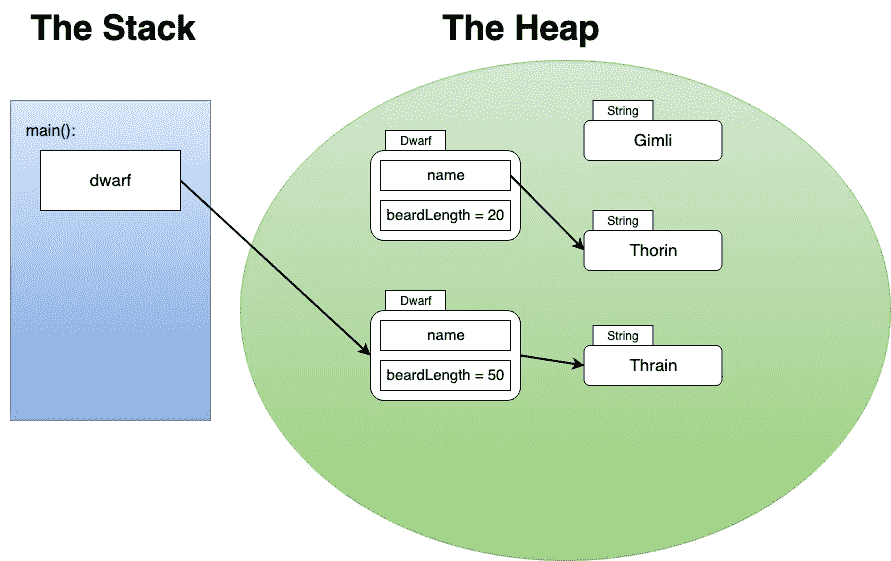 The Stack
The Heap
main():
dwarf
Dwarf
name
beardLength = 20
String
Gimli
String
Thorin
Dwarf
name
beardLength = 50
String
Thrain